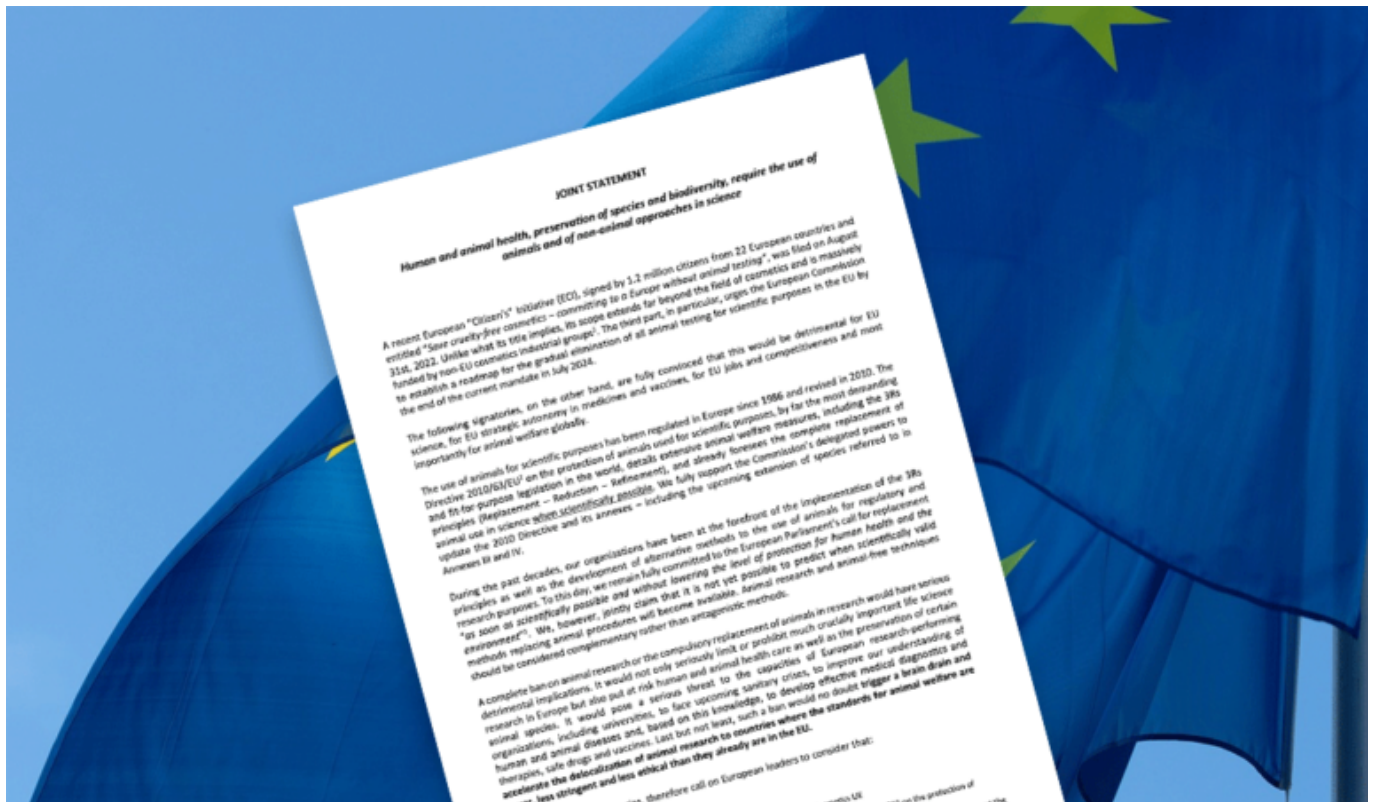 JOINT STATEMENT
Human and animal health, preservation of species and biodiversity, require the use of
animals and of non-animal approaches in science
A recent European "Citizen's" Initiative (ECI), signed by 1.2 million citizens from 22 European countries and
entitled "Save cruelty-free cosmetics – committing to a Europe without animal testing", was filed on August
31st, 2022. Unlike what its title implies, its scope extends far beyond the field of cosmetics and is massively
funded by non-EU cosmetics industrial groups¹. The third part, in particular, urges the European Commission
to establish a roadmap for the gradual elimination of all animal testing for scientific purposes in the EU by
the end of the current mandate in July 2024.
The following signatories, on the other hand, are fully convinced that this would be detrimental for EU
science, for EU strategic autonomy in medicines and vaccines, for EU jobs and competitiveness and most
importantly for animal welfare globally.
The use of animals for scientific purposes has been regulated in Europe since 1986 and revised in 2010. The
Directive 2010/63/EU² on the protection of animals used for scientific purposes, by far the most demanding
and fit-for-purpose legislation in the world, details extensive animal welfare measures, including the 3Rs
principles (Replacement – Reduction – Refinement), and already foresees the complete replacement of
animal use in science when scientifically possible. We fully support the Commission's delegated powers to
update the 2010 Directive and its annexes – including the upcoming extension of species referred to in
Annexes III and IV.
During the past decades, our organizations have been at the forefront of the implementation of the 3Rs
principles as well as the development of alternative methods to the use of animals for regulatory and
research purposes. To this day, we remain fully committed to the European Parliament's call for replacement
"as soon as scientifically possible and without lowering the level of protection for human health and the
environment"³. We, however, jointly claim that it is not yet possible to predict when scientifically valid
methods replacing animal procedures will become available. Animal research and animal-free techniques
should be considered complementary rather than antagonistic methods.
A complete ban on animal research or the compulsory replacement of animals in research would have serious
detrimental implications. It would not only seriously limit or prohibit much crucially important life science
research in Europe but also put at risk human and animal health care as well as the preservation of certain
animal species. It would pose a serious threat to the capacities of European research-performing
organizations, including universities, to face upcoming sanitary crises, to improve our understanding of
human and animal diseases and, based on this knowledge, to develop effective medical diagnostics and
therapies, safe drugs and vaccines. Last but not least, such a ban would no doubt trigger a brain drain and
accelerate the delocalization of animal research to countries where the standards for animal welfare are
less stringent and less ethical than they already are in the EU.
therefore call on European leaders to consider that:
on the protection of